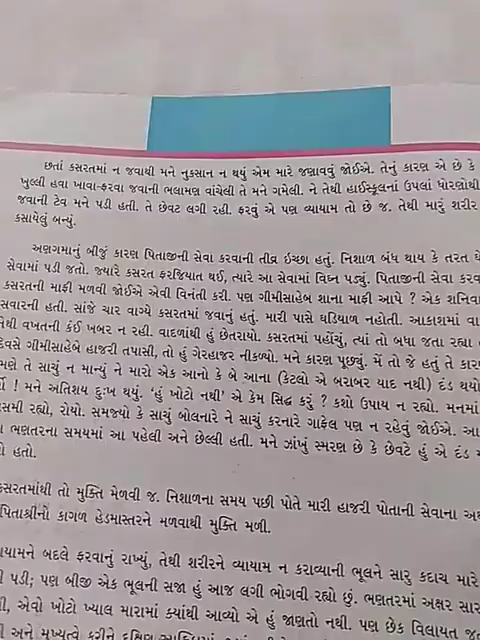 છતાં કસરતમાં ન જવાથી મને નુકસાન ન થયું એમ મારે જણાવવું જોઈએ. તેનું કારણ એ છે કે
ખુલ્લી હવા ખાવા-ફરવા જવાની ભલામણ વાંચેલી તે મને ગમેલી. ને તેથી હાઈસ્કૂલનાં ઉપલાં ધોરણોથી
જવાની ટેવ મને પડી હતી. તે છેવટ લગી રહી. ફરવું એ પણ વ્યાયામ તો છે જ. તેથી મારું શરીર
કસાયેલું બન્યું.
અણગમાનું બીજું કારણ પિતાજીની સેવા કરવાની તીવ્ર ઇચ્છા હતું. નિશાળ બંધ થાય કે તરત
સેવામાં પડી જતો. જ્યારે કસરત ફરજિયાત થઈ, ત્યારે આ સેવામાં વિઘ્ન પડ્યું. પિતાજીની સેવા
કસરતની માફી મળવી જોઈએ એવી વિનંતી કરી. પણ ગીમીસાહેબ શાના માફી આપે ? એક
સવારની હતી. સાંજે ચાર વાગ્યે કસરતમાં જવાનું હતું. મારી પાસે ઘડિયાળ નહોતી. આકાશમાં
વખતની કંઈ ખબર ન રહી. વાદળાંથી હું છેતરાયો. કસરતમાં પહોંચું, ત્યાં તો બધા જતા રહ્યા
ગીમીસાહેબે હાજરી તપાસી, તો હું ગેરહાજર નીકળ્યો. મને કારણ પૂછ્યું. મેં તો જે હતું તે
તે સાચું ન માન્યું ને મારો એક આનો કે બે આના (કેટલો એ બરાબર યાદ નથી) દંડ થયો
! મને અતિશય દુઃખ થયું. 'હું ખોટો નથી' એ કેમ સિદ્ધ કરું ? કશો ઉપાય ન રહ્યો. મનમાં
રહ્યો, રોયો. સમજ્યો કે સાચું બોલનારે ને સાચું કરનારે ગાફેલ પણ ન રહેવું જોઈએ. આ
ભણતરના સમયમાં આ પહેલી અને છેલ્લી હતી. મને ઝાંખું સ્મરણ છે કે છેવટે હું એ દંડ
હતો.
કસરતમાંથી તો મુક્તિ મેળવી જ. નિશાળના સમય પછી પોતે મારી હાજરી પોતાની સેવાના
પિતાશ્રીનો કાગળ હેડમાસ્તરને મળવાથી મુક્તિ મળી.
બદલે ફરવાનું રાખ્યું, તેથી શરીરને વ્યાયામ ન કરાવ્યાની ભૂલને સારુ કદાચ મારે
પડી; પણ બીજી એક ભૂલની સજા હું આજ લગી ભોગવી રહ્યો છું. ભણતરમાં અક્ષર
એવો ખોટો ખ્યાલ મારામાં ક્યાંથી આવ્યો એ હું જાણતો નથી. પણ છેક વિલાયત
અને મુખ્યત્વે કરીને